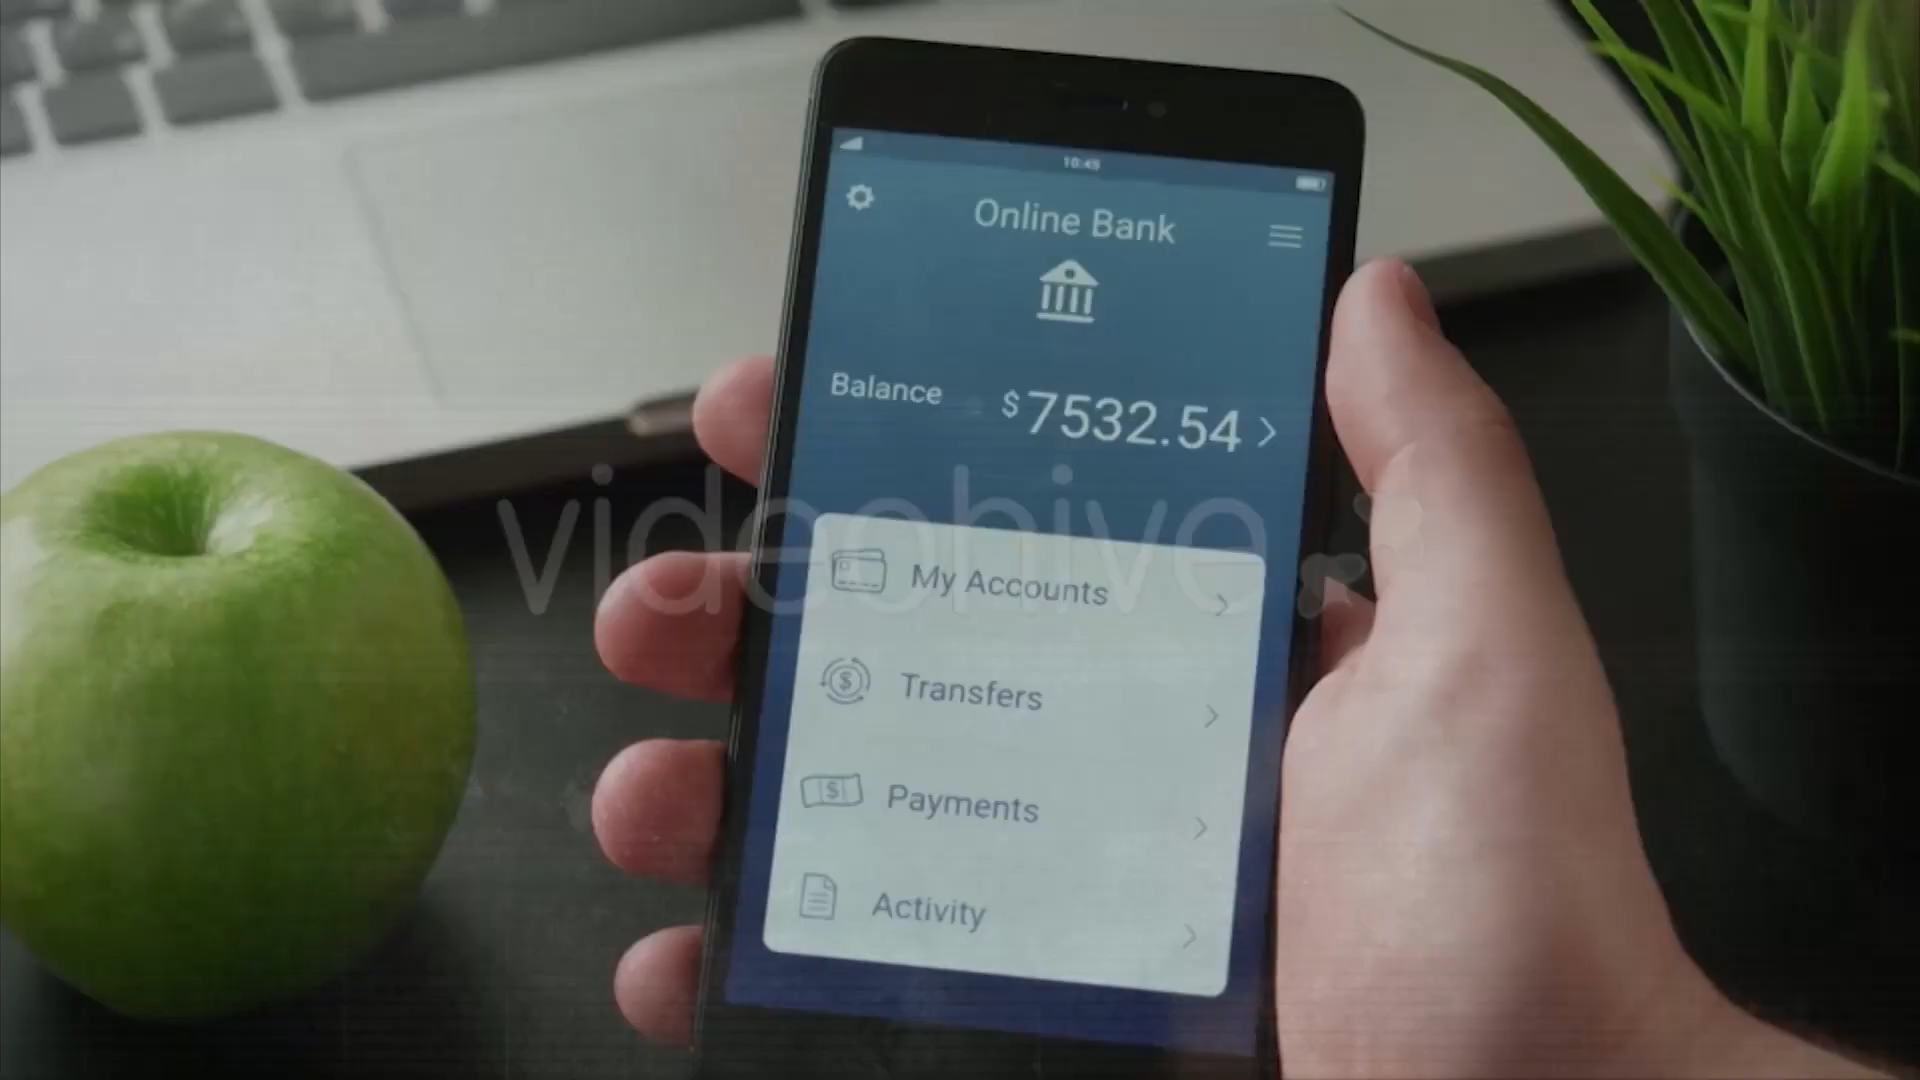 10:45
Online Bank
Balance $7532.54
videohive
My Accounts
Transfers
Payments
Activity